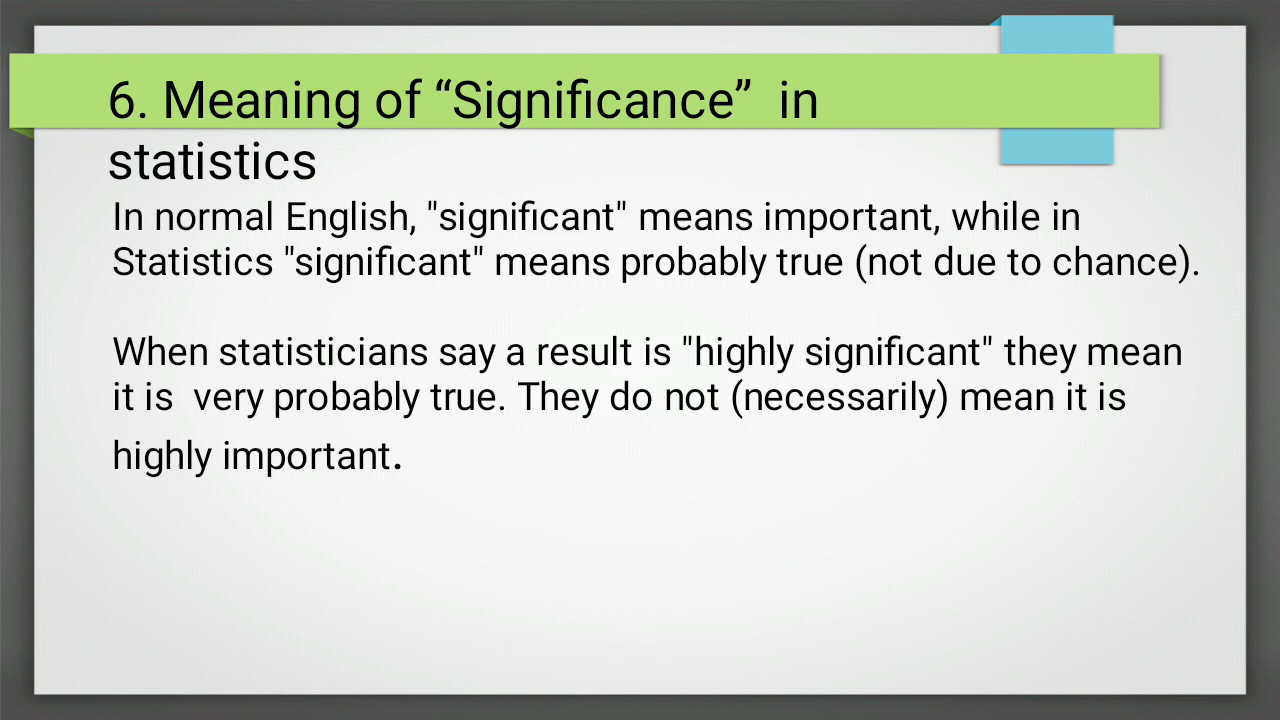 6. Meaning of “Significance”  in
statistics
In normal English, "significant" means important, while in
Statistics "significant" means probably true (not due to chance).
When statisticians say a result is "highly significant" they mean
it is  very probably true. They do not (necessarily) mean it is
highly important.